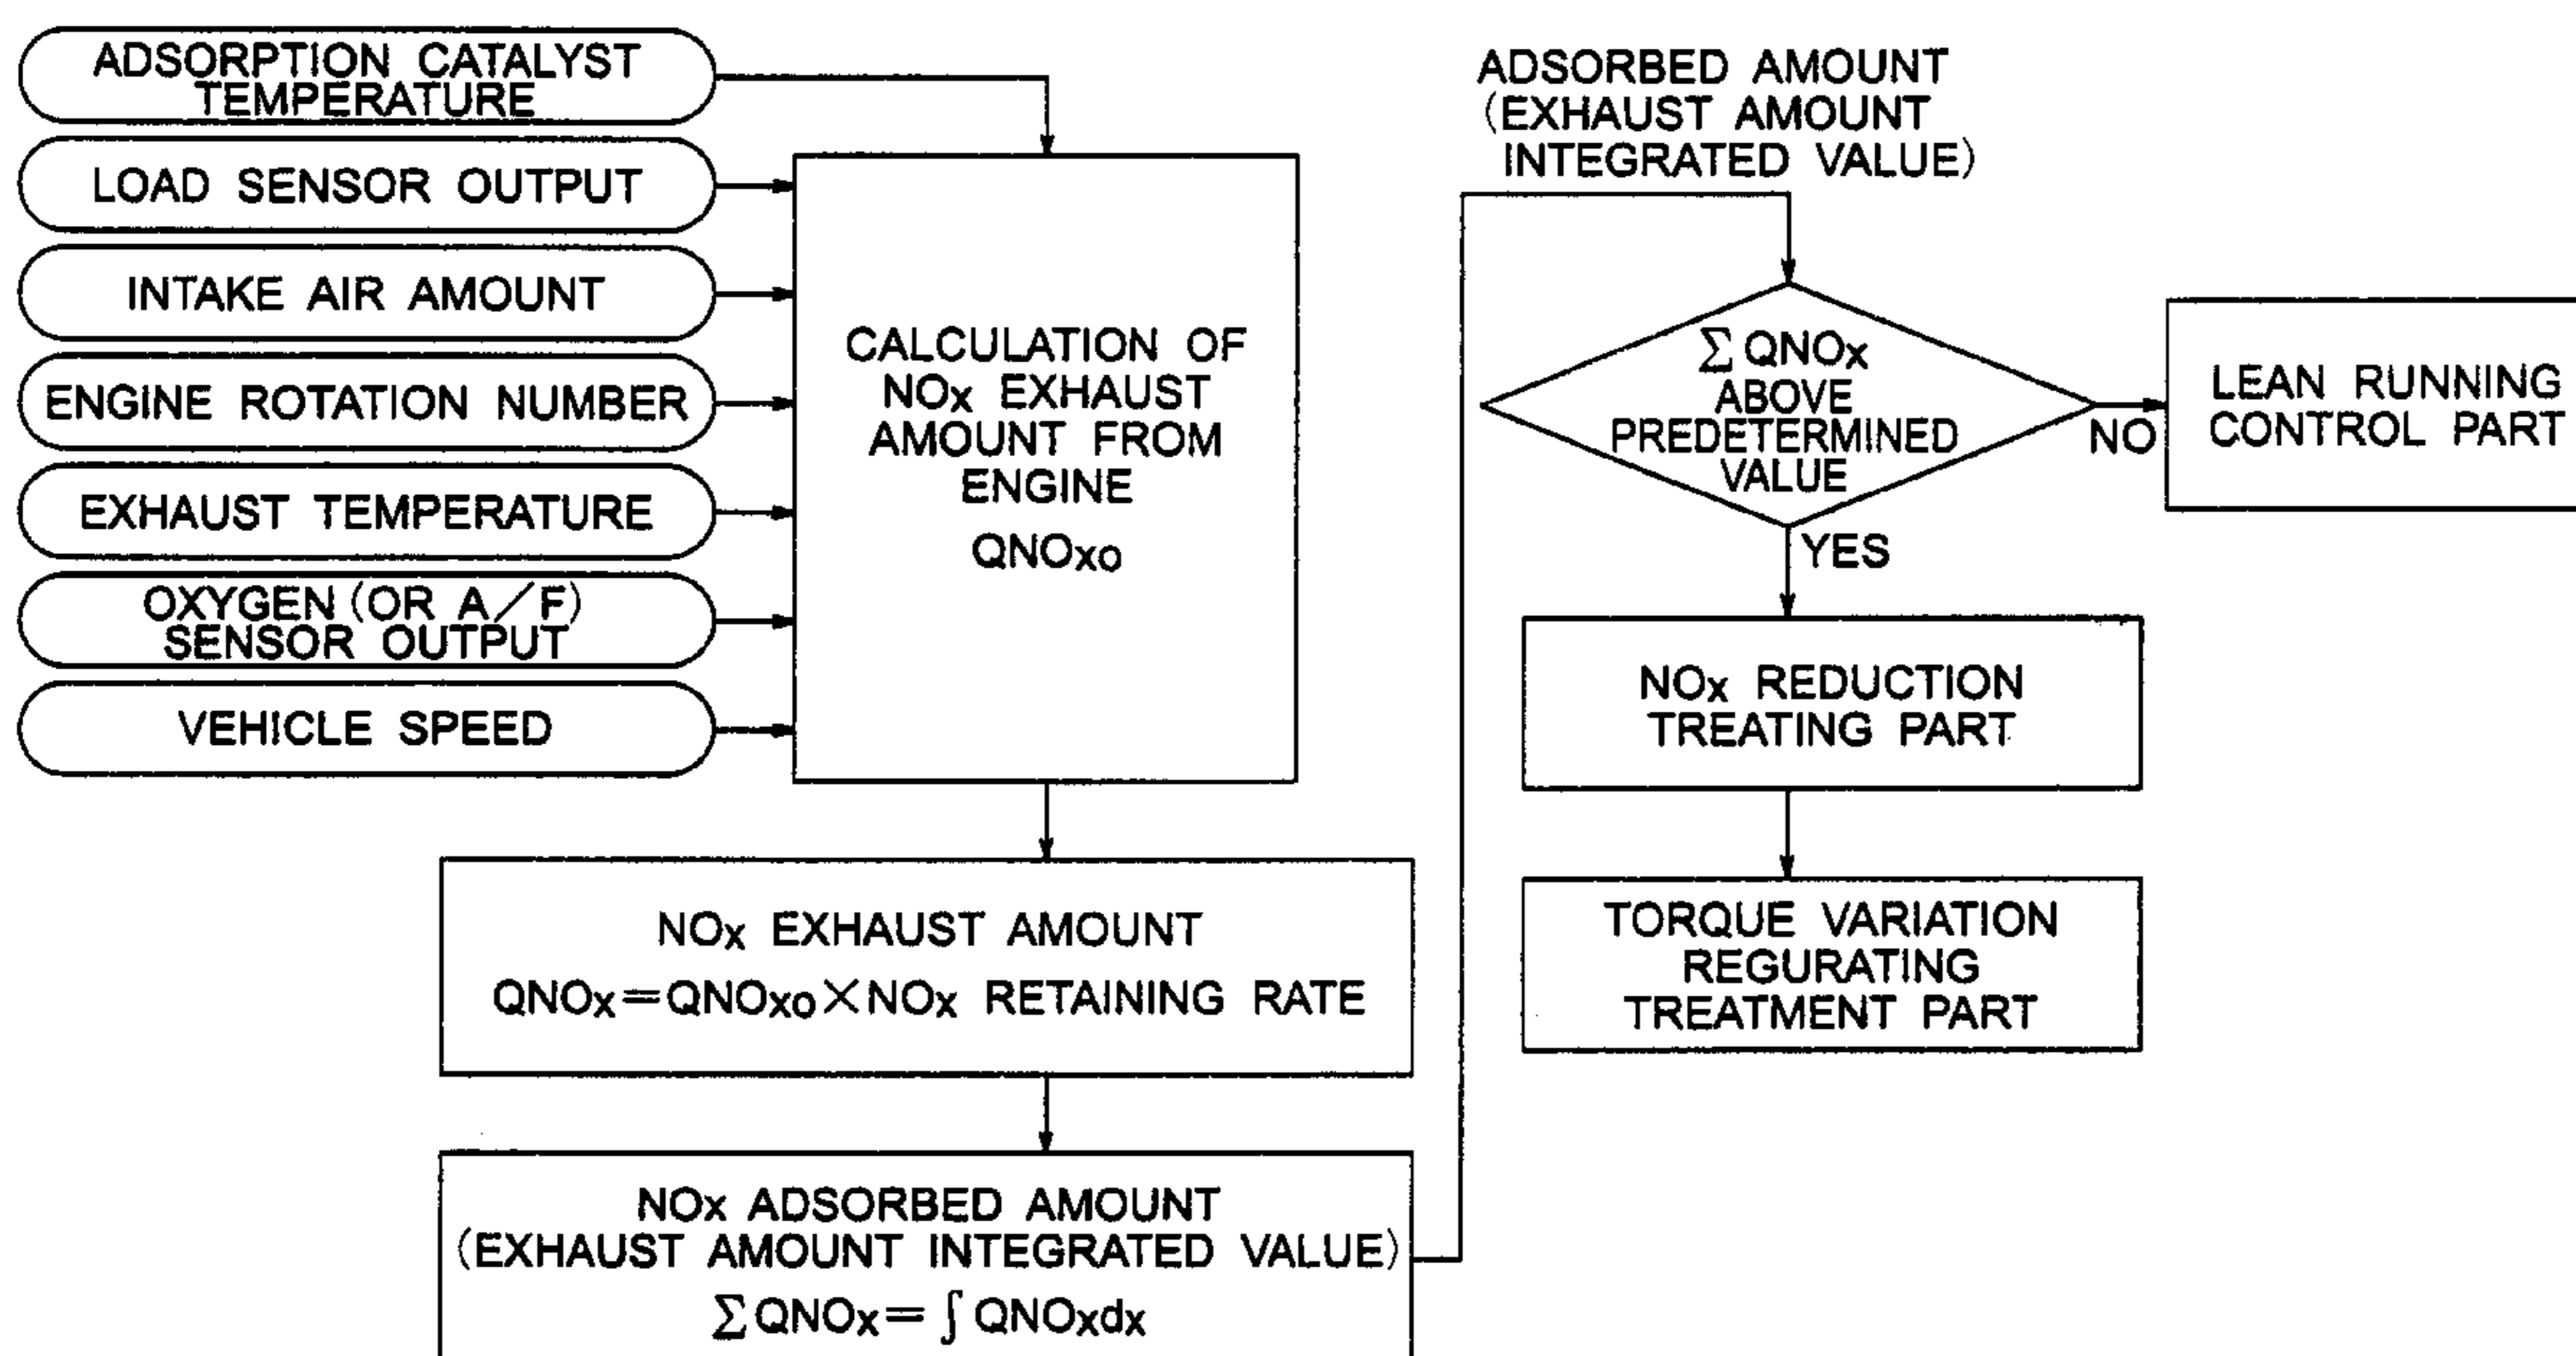 ADSORPTION CATALYST
TEMPERATURE
LOAD SENSOR OUTPUT
INTAKE AIR AMOUNT
ENGINE ROTATION NUMBER
EXHAUST TEMPERATURE
OXYGEN (OR A/F)
SENSOR OUTPUT
VEHICLE SPEED
CALCULATION OF
NOx EXHAUST
AMOUNT FROM
ENGINE
QNOxo
NOx EXHAUST AMOUNT
QNOx=QNOxo×NOx RETAINING RATE
NOx ADSORBED AMOUNT
(EXHAUST AMOUNT INTEGRATED VALUE)
∑QNOx=∫QNOxdx
ADSORBED AMOUNT
(EXHAUST AMOUNT
INTEGRATED VALUE)
∑QNOx
ABOVE
PREDETERMINED
VALUE
NO
YES
LEAN RUNNING
CONTROL PART
NOx REDUCTION
TREATING PART
TORQUE VARIATION
REGURATING
TREATMENT PART